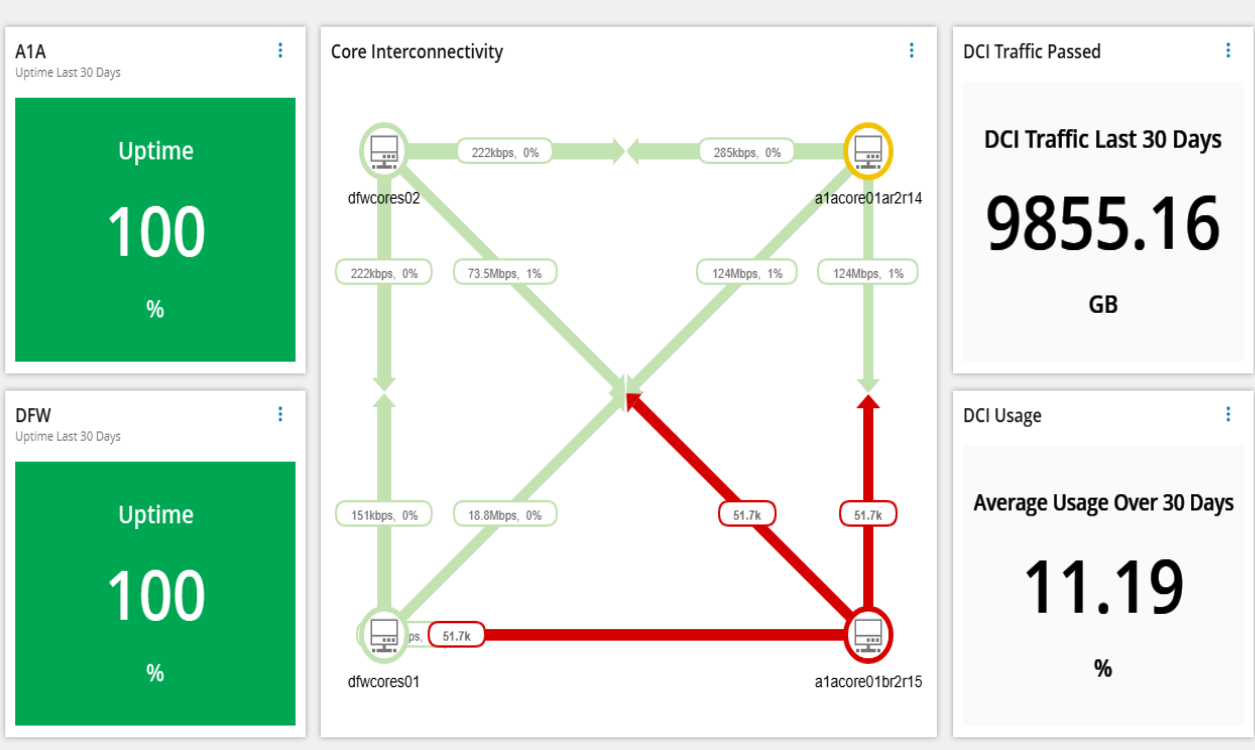 A1A
Uptime Last 30 Days
Uptime
100
%
DFW
Uptime Last 30 Days
Uptime
100
%
Core Interconnectivity
222kbps, 0%
285kbps, 0%
dfwcores02
a1acore01ar2r14
222kbps, 0%
73.5Mbps, 1%
124Mbps, 1%
124Mbps, 1%
151kbps, 0%
18.8Mbps, 0%
51.7k
51.7k
ps,
51.7k
dfwcores01
a1acore01br2r15
DCI Traffic Passed
DCI Traffic Last 30 Days
9855.16
GB
DCI Usage
Average Usage Over 30 Days
11.19
%